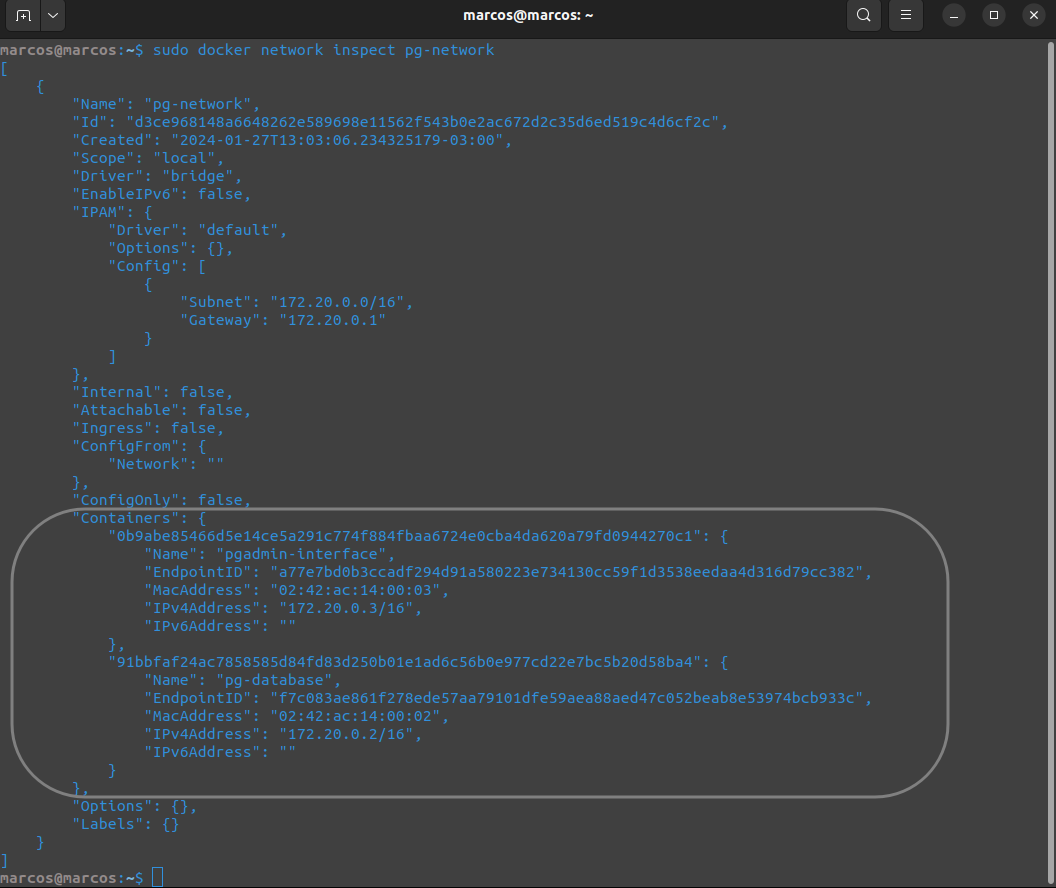 marcos@marcos: ~
marcos@marcos:~$ sudo docker network inspect pg-network
[
    {
        "Name": "pg-network",
        "Id": "d3ce968148a6648262e589698e11562f543b0e2ac672d2c35d6ed519c4d6cf2c",
        "Created": "2024-01-27T13:03:06.234325179-03:00",
        "Scope": "local",
        "Driver": "bridge",
        "EnableIPv6": false,
        "IPAM": {
            "Driver": "default",
            "Options": {},
            "Config": [
                {
                    "Subnet": "172.20.0.0/16",
                    "Gateway": "172.20.0.1"
                }
            ]
        },
        "Internal": false,
        "Attachable": false,
        "Ingress": false,
        "ConfigFrom": {
            "Network": ""
        },
        "ConfigOnly": false,
        "Containers": {
            "0b9abe85466d5e14ce5a291c774f884fbaa6724e0cba4da620a79fd0944270c1": {
                "Name": "pgadmin-interface",
                "EndpointID": "a77e7bd0b3ccadf294d91a580223e734130cc59f1d3538eedaa4d316d79cc382",
                "MacAddress": "02:42:ac:14:00:03",
                "IPv4Address": "172.20.0.3/16",
                "IPv6Address": ""
            },
            "91bbfaf24ac7858585d84fd83d250b01e1ad6c56b0e977cd22e7bc5b20d58ba4": {
                "Name": "pg-database",
                "EndpointID": "f7c083ae861f278ede57aa79101dfe59aea88aed47c052beab8e53974bcb933c",
                "MacAddress": "02:42:ac:14:00:02",
                "IPv4Address": "172.20.0.2/16",
                "IPv6Address": ""
            }
        },
        "Options": {},
        "Labels": {}
    }
]
marcos@marcos:~$